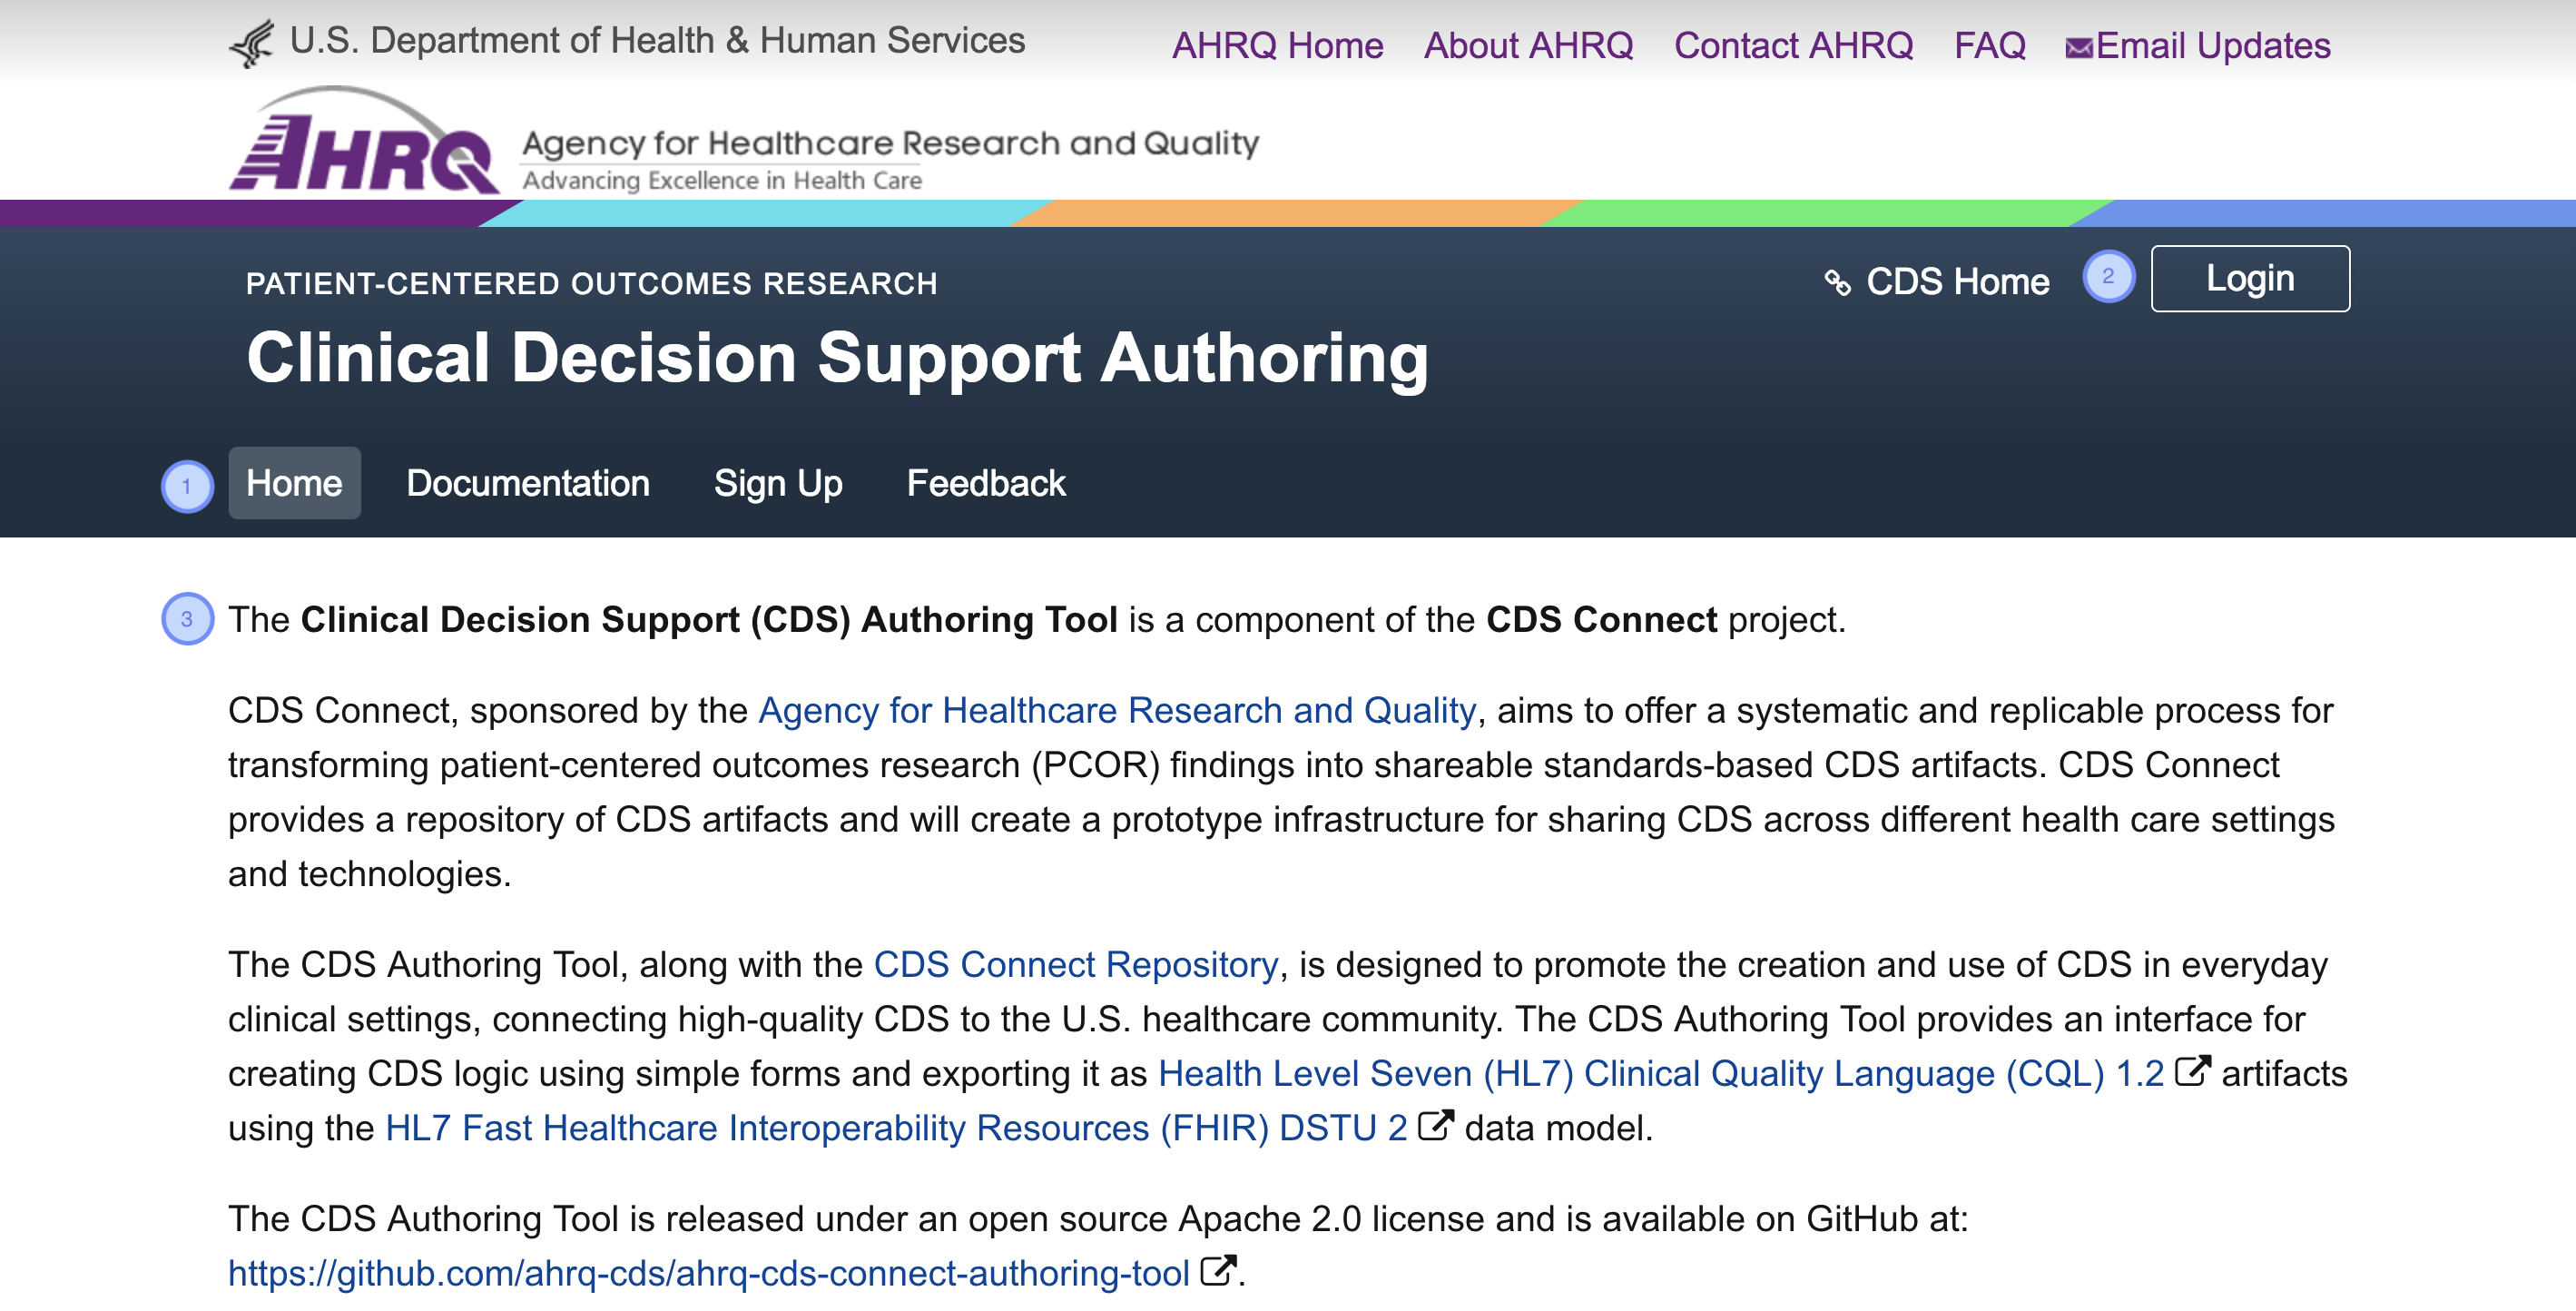 U.S. Department of Health & Human Services
AHRQ Home About AHRQ Contact AHRQ FAQ Email Updates
AHRQ
Agency for Healthcare Research and Quality
Advancing Excellence in Health Care
PATIENT-CENTERED OUTCOMES RESEARCH
CDS Home 2 Login
Clinical Decision Support Authoring
1 Home Documentation Sign Up Feedback
3 The Clinical Decision Support (CDS) Authoring Tool is a component of the CDS Connect project.
CDS Connect, sponsored by the Agency for Healthcare Research and Quality, aims to offer a systematic and replicable process for
transforming patient-centered outcomes research (PCOR) findings into shareable standards-based CDS artifacts. CDS Connect
provides a repository of CDS artifacts and will create a prototype infrastructure for sharing CDS across different health care settings
and technologies.
The CDS Authoring Tool, along with the CDS Connect Repository, is designed to promote the creation and use of CDS in everyday
clinical settings, connecting high-quality CDS to the U.S. healthcare community. The CDS Authoring Tool provides an interface for
creating CDS logic using simple forms and exporting it as Health Level Seven (HL7) Clinical Quality Language (CQL) 1.2 artifacts
using the HL7 Fast Healthcare Interoperability Resources (FHIR) DSTU 2 data model.
The CDS Authoring Tool is released under an open source Apache 2.0 license and is available on GitHub at:
https://github.com/ahrq-cds/ahrq-cds-connect-authoring-tool .